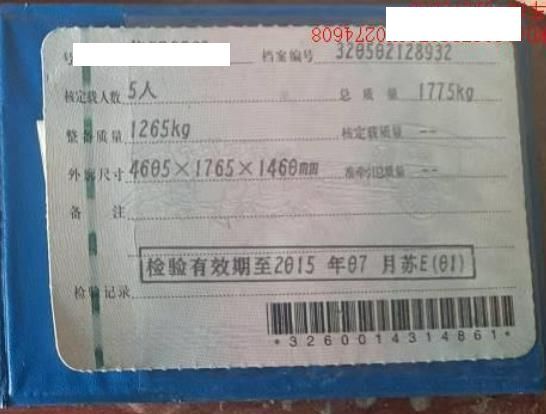 号 档案编号 320502128932
核定载人数 5人 总质量 1775kg
整备质量 1265kg 核定载质量 --
外廓尺寸 4605×1765×1460mm 准牵引总质量 --
备注
检验有效期至2015 年07 月苏E(01)
检验记录
*3260014314861*